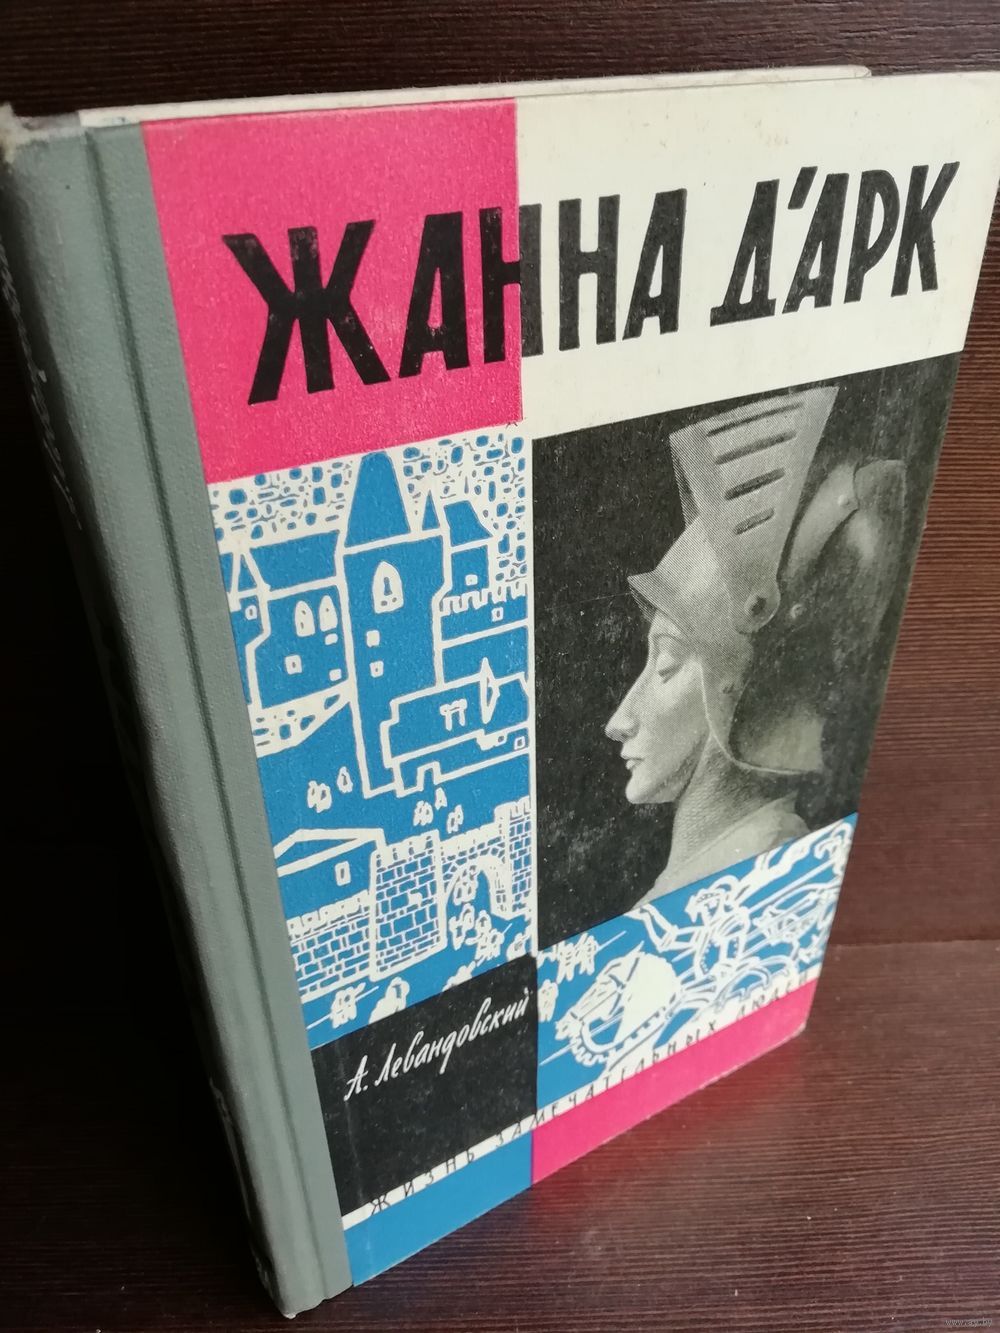 ЖАННА Д'АРК
А. Левандовский
ЖИЗНЬ ЗАМЕЧАТЕЛЬНЫХ ЛЮДЕЙ